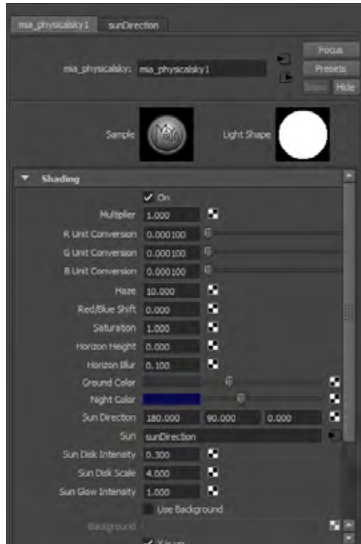 mia_physicalsky1 sunDirection
Focus
mia_physicalsky: mia_physicalsky1 Presets
Show Hide
Sample Light Shape
Shading
On
Multiplier 1.000
R Unit Conversion 0.000100
G Unit Conversion 0.000100
B Unit Conversion 0.000100
Haze 10.000
Red/Blue Shift 0.000
Saturation 1.000
Horizon Height 0.000
Horizon Blur 0.100
Ground Color
Night Color
Sun Direction 180.000 90.000 0.000
Sun sunDirection
Sun Disk Intensity 0.300
Sun Disk Scale 4.000
Sun Glow Intensity 1.000
Use Background
Background
Y is up